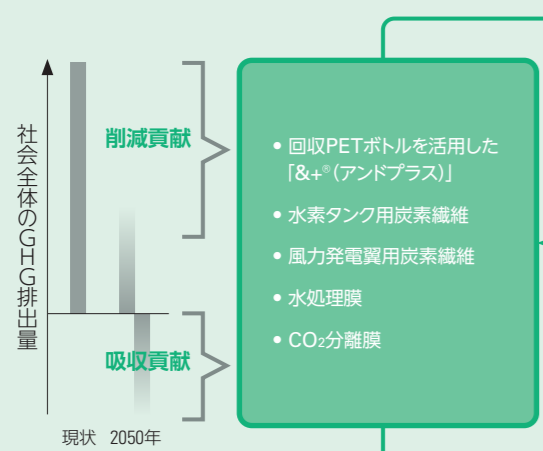 社会全体のGHG排出量
削減貢献
吸収貢献
現状 2050年
• 回収PETボトルを活用した
「&+®(アンドプラス)」
• 水素タンク用炭素繊維
• 風力発電翼用炭素繊維
• 水処理膜
• CO₂分離膜